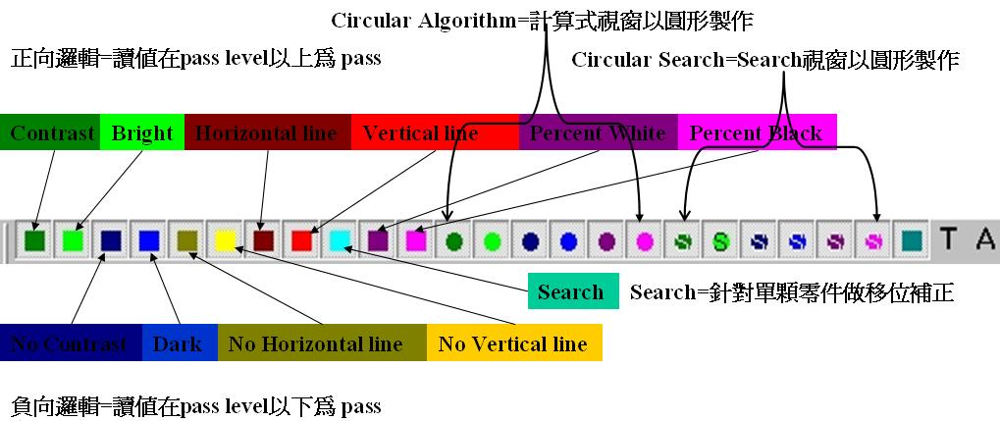 Circular Algorithm=計算式視窗以圓形製作
正向邏輯=讀值在pass level以上為 pass
Circular Search=Search視窗以圓形製作
Contrast Bright Horizontal line Vertical line Percent White Percent Black
S S S S S S T A
Search Search=針對單顆零件做移位補正
No Contrast Dark No Horizontal line No Vertical line
負向邏輯=讀值在pass level以下為 pass